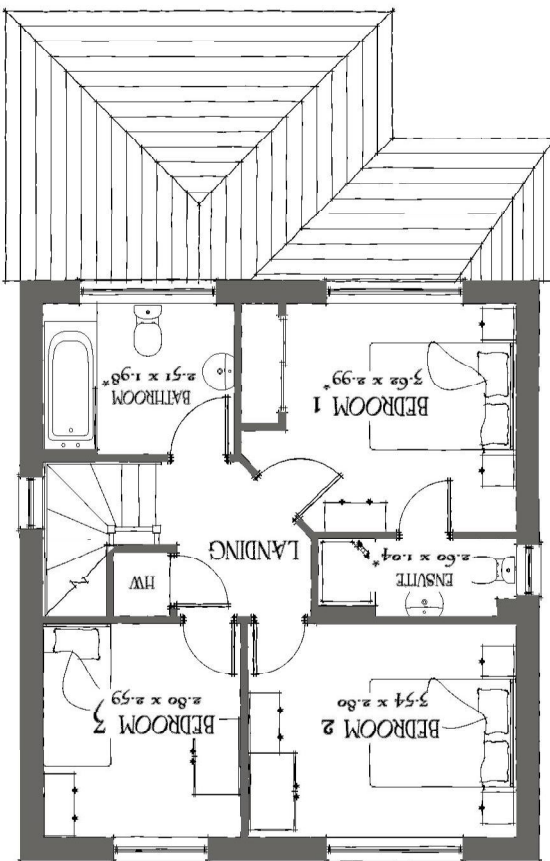 BEDROOM 2
3.54 x 2.80
BEDROOM 3
2.80 x 2.59
ENSUITE
2.60 x 1.04*
HW
LANDING
BEDROOM 1
3.62 x 2.99*
BATHROOM
2.51 x 1.98*